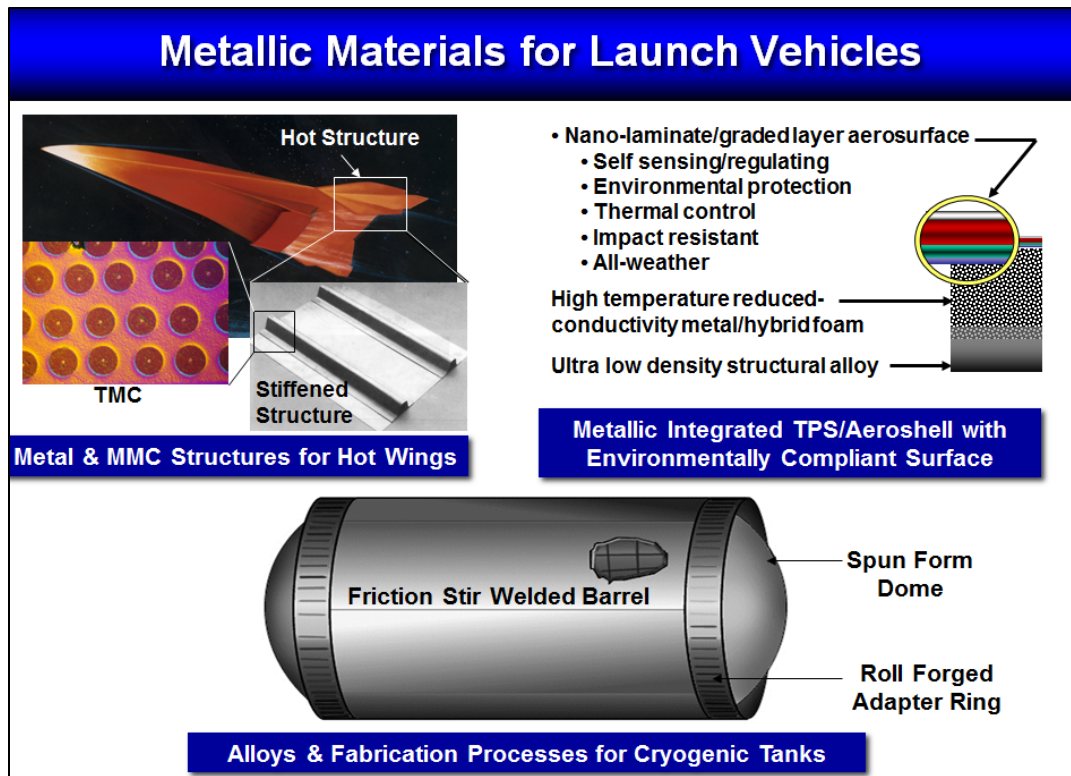 Metallic Materials for Launch Vehicles
Hot Structure
TMC
Stiffened
Structure
Metal & MMC Structures for Hot Wings
• Nano-laminate/graded layer aerosurface
• Self sensing/regulating
• Environmental protection
• Thermal control
• Impact resistant
• All-weather
High temperature reduced-
conductivity metal/hybrid foam
Ultra low density structural alloy
Metallic Integrated TPS/Aeroshell with
Environmentally Compliant Surface
Friction Stir Welded Barrel
Spun Form
Dome
Roll Forged
Adapter Ring
Alloys & Fabrication Processes for Cryogenic Tanks